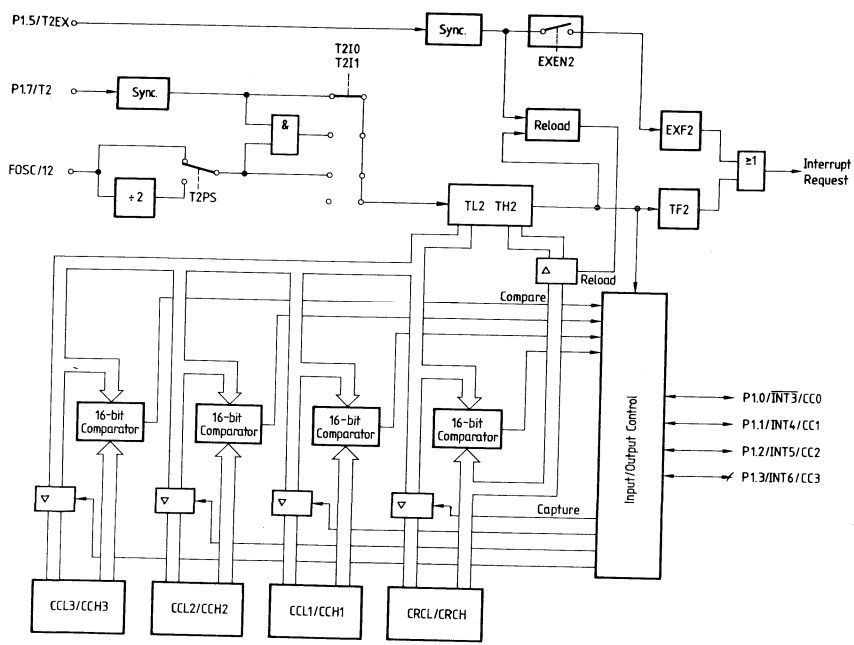 P1.5/T2EX
Sync.
EXEN2
T2I0
T2I1
P1.7/T2
Sync.
&
Reload
EXF2
≥1
Interrupt
Request
FOSC/12
÷2
T2PS
TL2 TH2
TF2
Reload
Compare
16-bit
Comparator
16-bit
Comparator
16-bit
Comparator
16-bit
Comparator
Input/Output Control
P1.0/INT3/CC0
P1.1/INT4/CC1
P1.2/INT5/CC2
P1.3/INT6/CC3
Capture
CCL3/CCH3
CCL2/CCH2
CCL1/CCH1
CRCL/CRCH